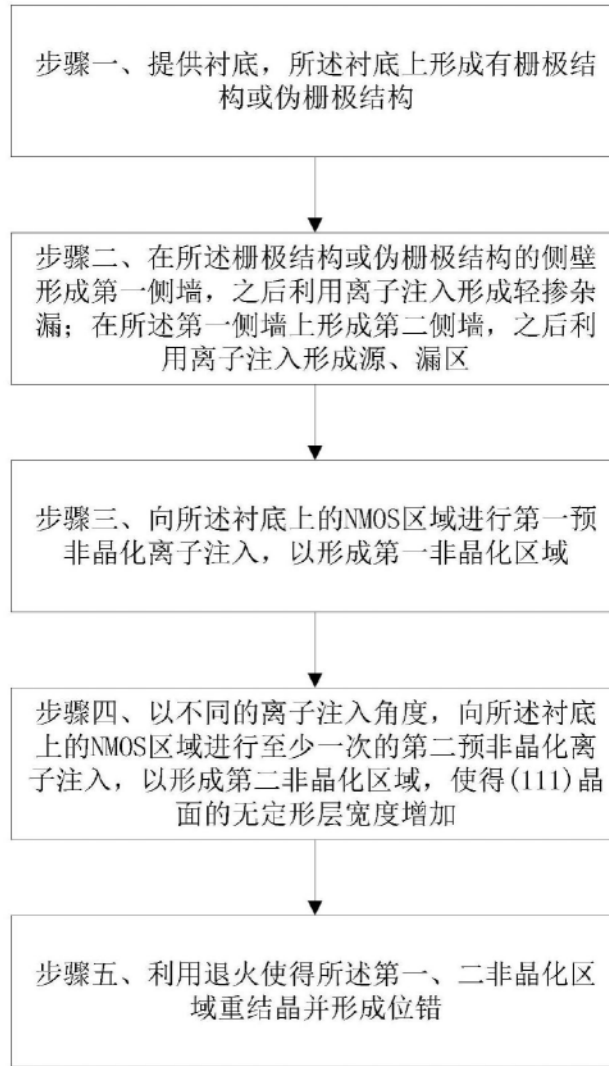 步骤一、提供衬底，所述衬底上形成有栅极结
构或伪栅极结构
步骤二、在所述栅极结构或伪栅极结构的侧壁
形成第一侧墙，之后利用离子注入形成轻掺杂
漏；在所述第一侧墙上形成第二侧墙，之后利
用离子注入形成源、漏区
步骤三、向所述衬底上的NMOS区域进行第一预
非晶化离子注入，以形成第一非晶化区域
步骤四、以不同的离子注入角度，向所述衬底
上的NMOS区域进行至少一次的第二预非晶化离
子注入，以形成第二非晶化区域，使得(111)晶
面的无定形层宽度增加
步骤五、利用退火使得所述第一、二非晶化区
域重结晶并形成位错